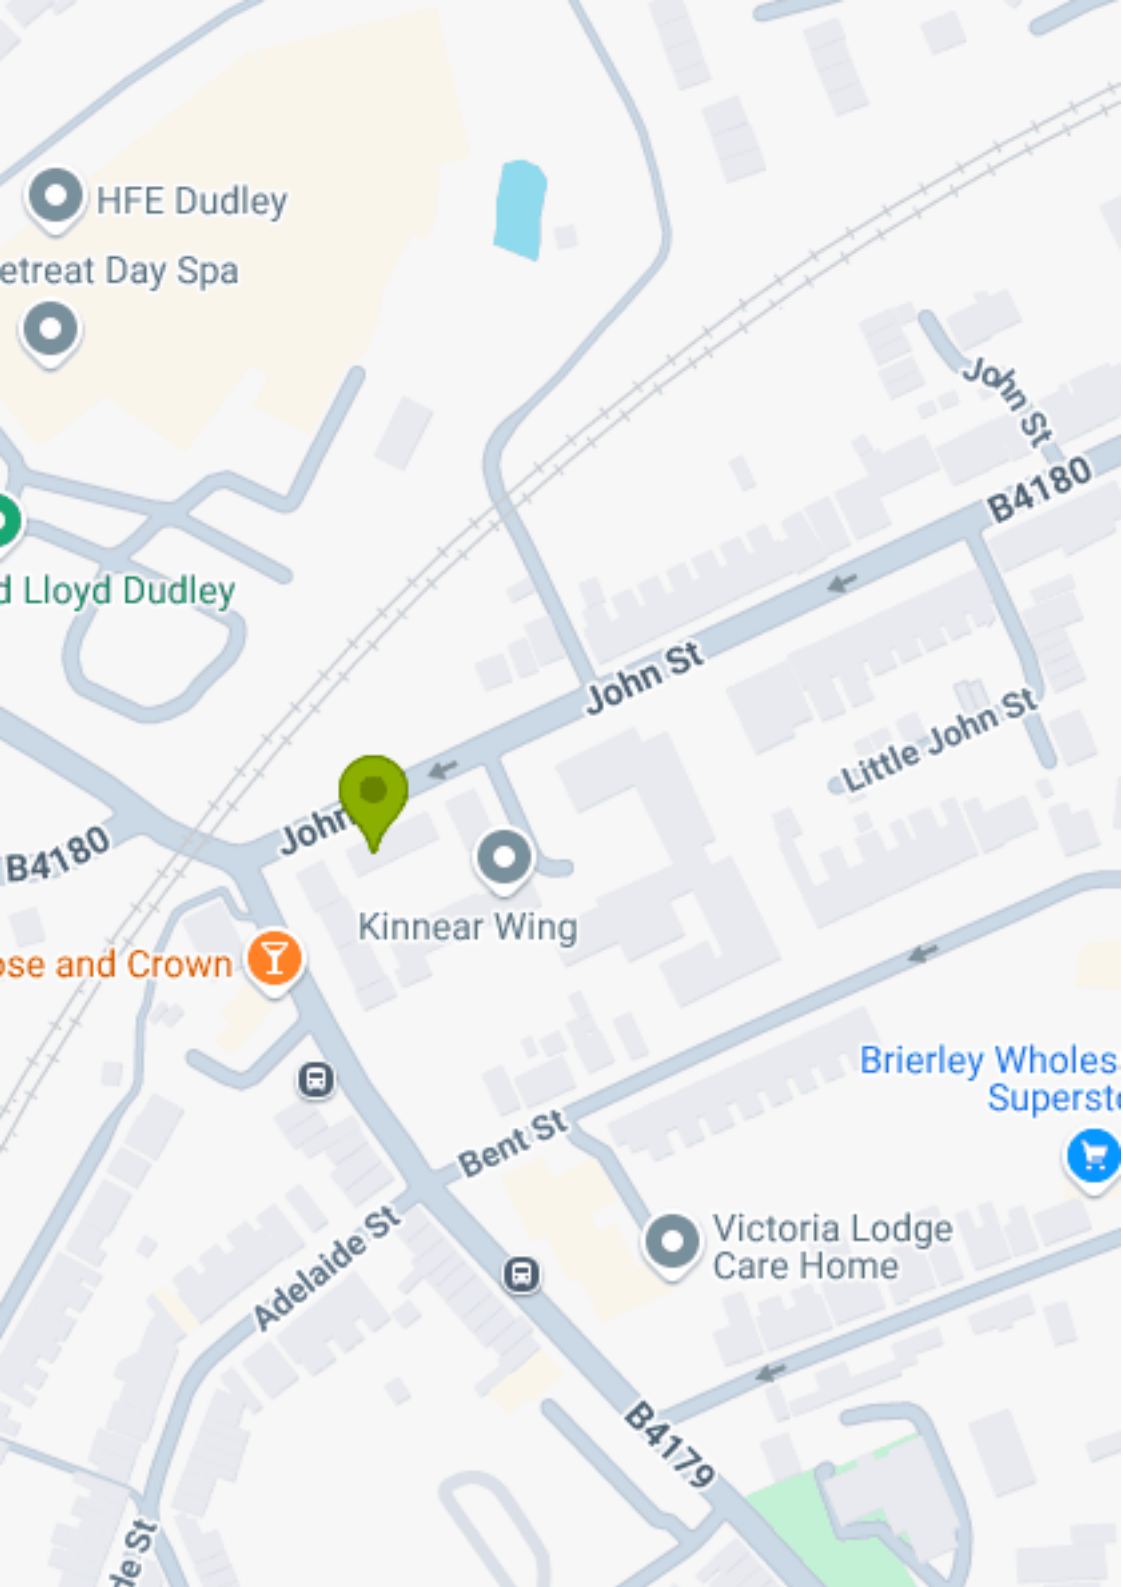 HFE Dudley
etreat Day Spa
John St
B4180
d Lloyd Dudley
John St
Little John St
John
B4180
Kinnear Wing
ose and Crown
Brierley Wholes
Superst
Bent St
Victoria Lodge
Care Home
Adelaide St
B4179
de St